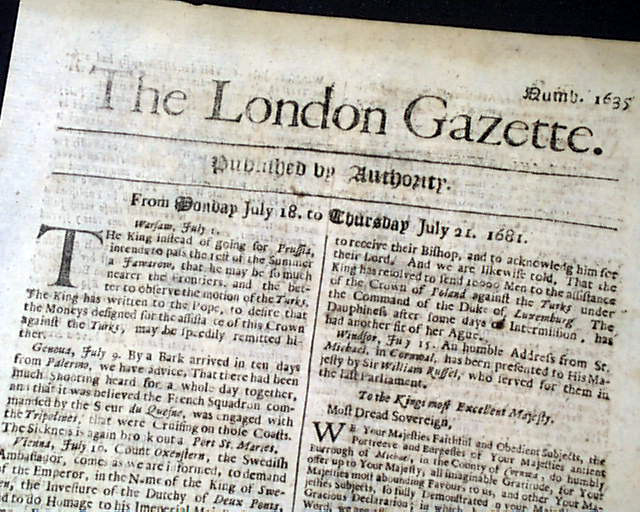 Numb. 1635
The London Gazette.
Published by Authority.
From Monday July 18. to Thursday July 21. 1681.
Warsaw, July 1.
THe King instead of going for Prussia,
intends to pass the rest of the Summer
a Javarow, that he may be so much
nearer the Frontiers, and the bet-
ter to observe the motion of the Turks.
The King has written to the Pope, to desire that
the Moneys designed for the assista ce of this Crown
against the Turks, may be speedily remitted hi-
ther.
Genoua, July 9. By a Bark arrived in ten days
from Palermo, we have advice, That there had been
much Shooting heard for a whole day together,
and that it was believed the French Squadron com-
manded by the Sieur du Quesne, was engaged with
the Tripolines, that were Cruising on those Coasts.
The Sickness is again brok out a Port St. Maries.
Vienna, July 10. Count Oxenstern, the Swedish
Ambassador, comes as we are i formed, to demand
of the Emperor, in the Name of the King of Swe-
en, the Investure of the Dutchy of Deux Ponts,
d to do Homage to his Imperial
to receive their Bishop, and to acknowledg him for
their Lord. And we are likewise told, That the
King has resolved to send 10000 Men to the assistance
of the Crown of Poland against the Turks under
the Command of the Duke of Luxemburg. The
Dauphiness after some days of Intermission, has
had another fit of her Ague.
Windsor, July 15. An humble Address from St.
Michael, in Cornwal, has been presented to His Ma-
jesty by Sir William Russel, who served for them in
the last Parliament.
To the Kings most Excellent Majesty.
Most Dread Sovereign,
WE Your Majesties Faithful and Obedient Subjects, the
Portreeve and Burgesses of Your Majesties antient
Burrough of Michael, in the County of Cornwal, do humbly
offer up to Your Majesty, all imaginable Gratitude, for Your
Majesties most abounding Favours to us, and other Your Ma-
jesties Subjects, so fully Demonstrated in Your Majesties
Gracious Declaration; in which
Word, we are